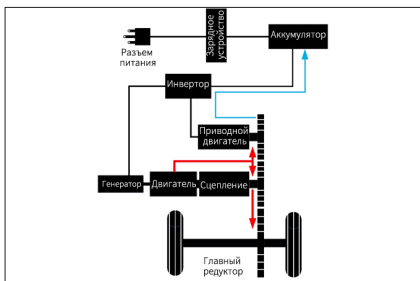 Разъем
питания
Зарядное
устройство
Аккумулятор
Инвертор
Приводной
двигатель
Генератор
Двигатель
Сцепление
Главный
редуктор